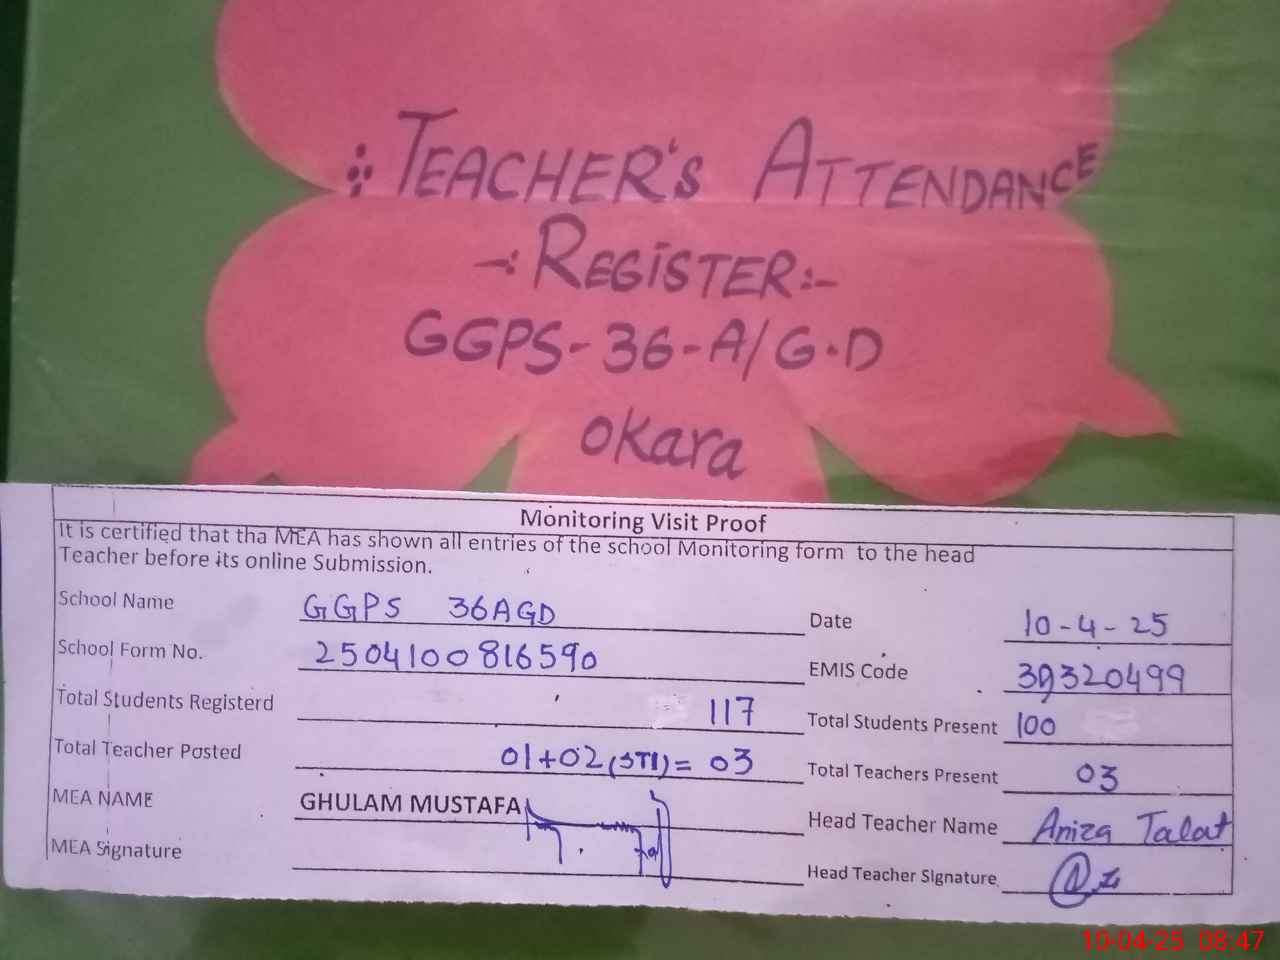 TEACHER'S ATTENDANCE
-: REGISTER:-
GGPS-36-A/G.D
Okara
Monitoring Visit Proof
It is certified that tha MEA has shown all entries of the school Monitoring form to the head
Teacher before its online Submission.
School Name GGPS 36AGD Date 10-4-25
School Form No. 2504100816590 EMIS Code 39320499
Total Students Registerd 117 Total Students Present 100
Total Teacher Posted 01+02(STI)= 03 Total Teachers Present 03
MEA NAME GHULAM MUSTAFA Head Teacher Name Aniza Talat
MEA Signature Head Teacher Signature
10-04-25 08:47